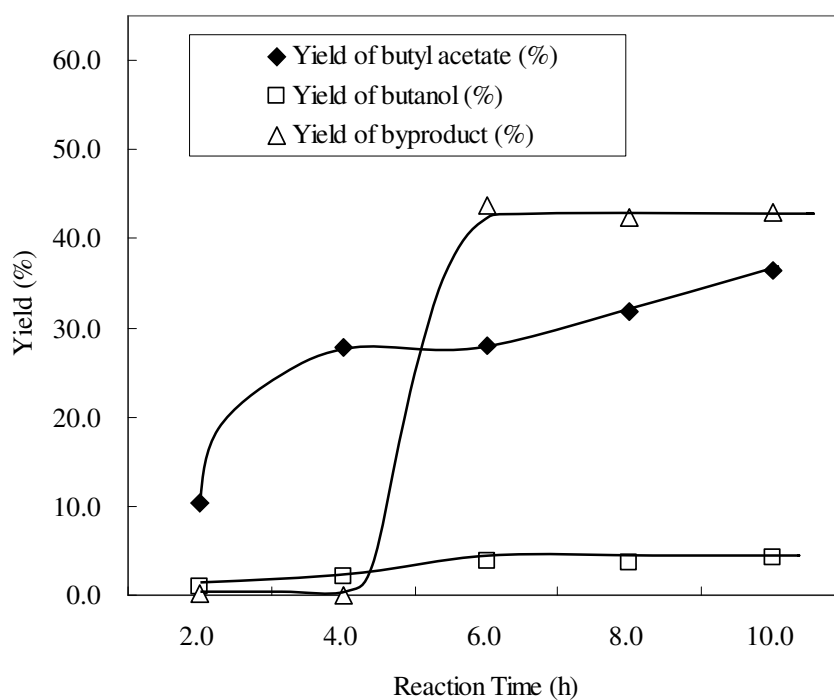 60.0
50.0
40.0
30.0
20.0
10.0
0.0
Yield (%)
Yield of butyl acetate (%)
Yield of butanol (%)
Yield of byproduct (%)
2.0 4.0 6.0 8.0 10.0
Reaction Time (h)